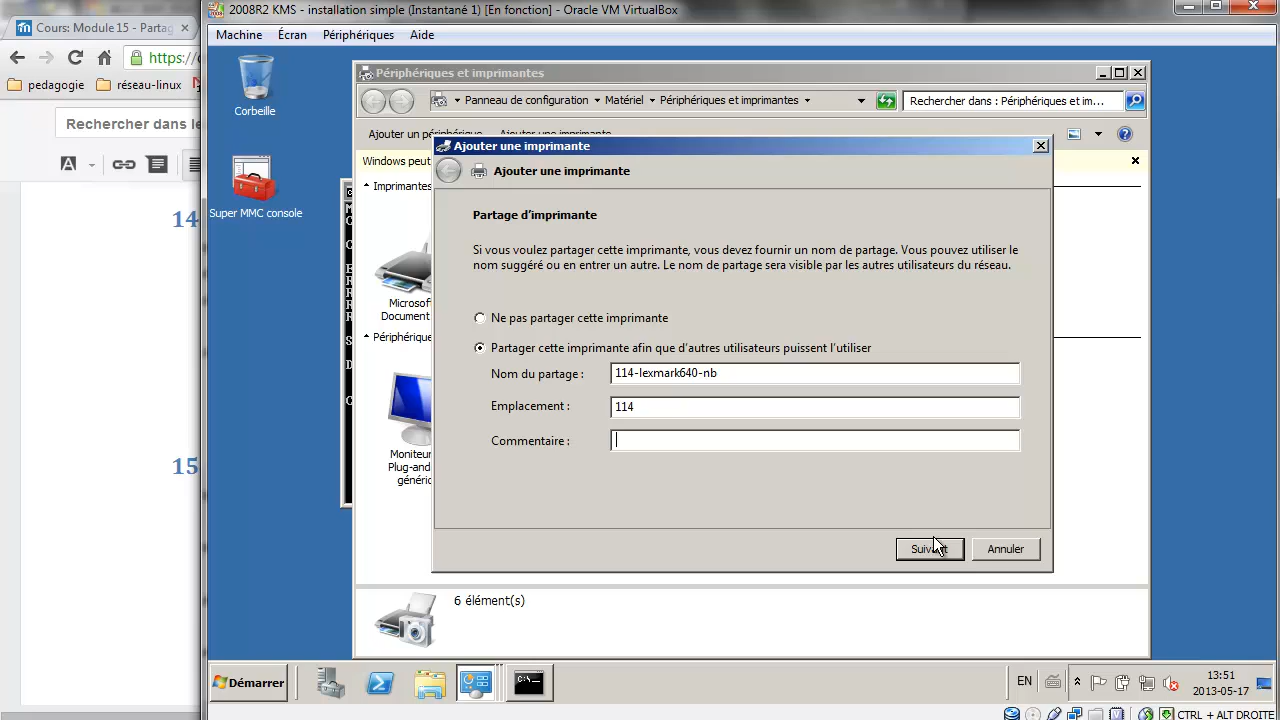 2008R2 KMS - installation simple (Instantané 1) [En fonction] - Oracle VM VirtualBox
Cours: Module 15 - Partag
Machine Écran Périphériques Aide
https://
pedagogie réseau-linux
Rechercher dans le
A
14
15
Corbeille
Super MMC console
Périphériques et imprimantes
Panneau de configuration Matériel Périphériques et imprimantes
Rechercher dans : Périphériques et im...
Ajouter un périphérique Ajouter une imprimante
Windows peut
Imprimantes
Microsof
Document
Périphérique
Moniteur
Plug-and
généric
Ajouter une imprimante
Ajouter une imprimante
Partage d'imprimante
Si vous voulez partager cette imprimante, vous devez fournir un nom de partage. Vous pouvez utiliser le
nom suggéré ou en entrer un autre. Le nom de partage sera visible par les autres utilisateurs du réseau.
Ne pas partager cette imprimante
Partager cette imprimante afin que d'autres utilisateurs puissent l'utiliser
Nom du partage : 114-lexmark640-nb
Emplacement : 114
Commentaire :
Annuler
6 élément(s)
Démarrer
C:\-
EN
13:51
2013-05-17
CTRL + ALT DROITE